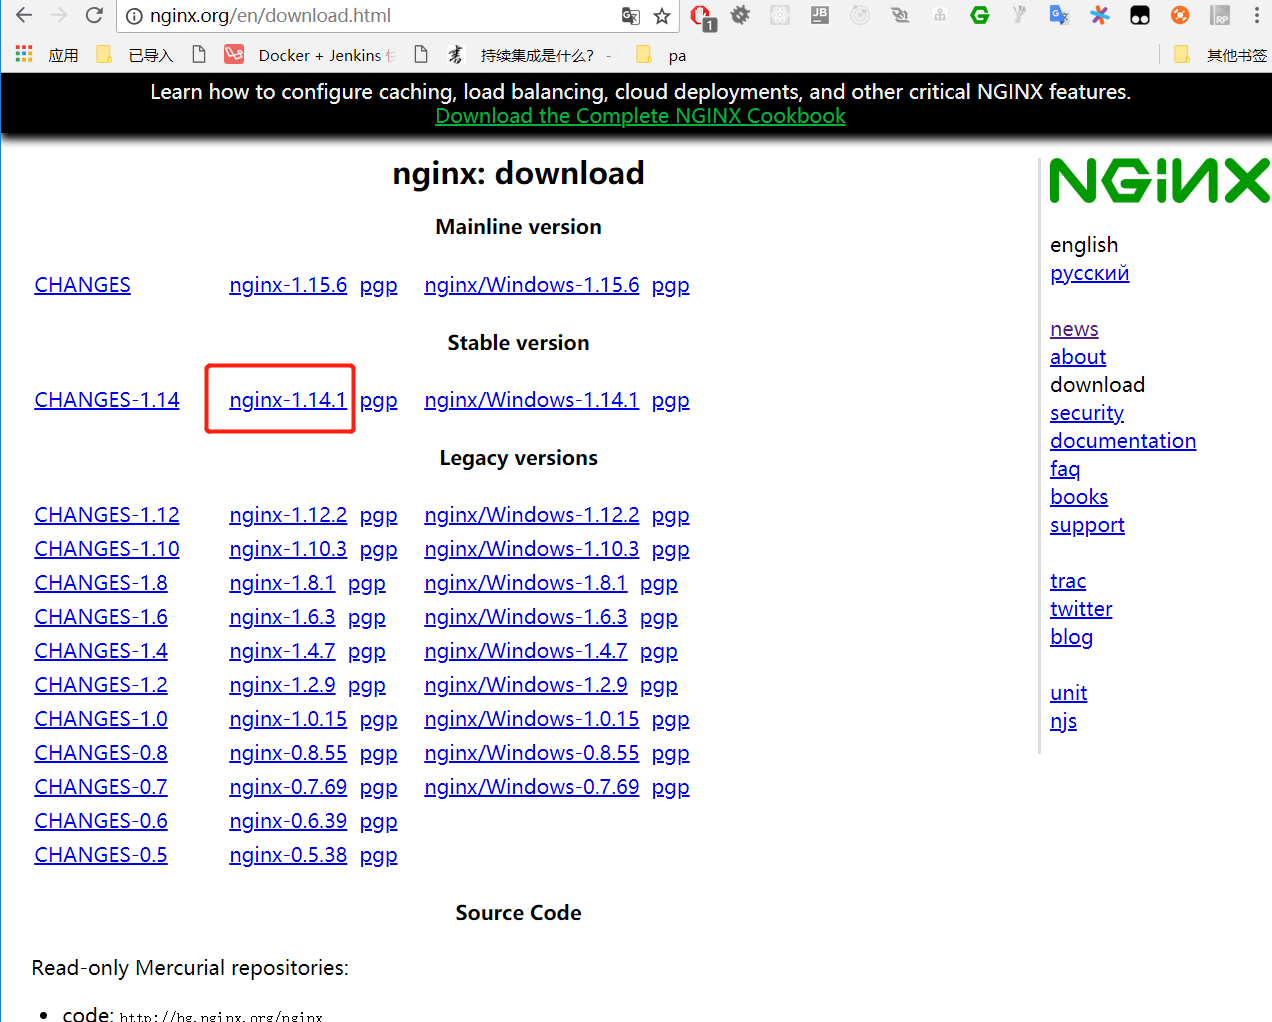 nginx.org/en/download.html
1
JB
RP
应用 已导入 Docker + Jenkins 持续集成是什么? - pa 其他书签
Learn how to configure caching, load balancing, cloud deployments, and other critical NGINX features.
Download the Complete NGINX Cookbook
nginx: download
Mainline version
CHANGES nginx-1.15.6 pgp nginx/Windows-1.15.6 pgp
Stable version
CHANGES-1.14 nginx-1.14.1 pgp nginx/Windows-1.14.1 pgp
Legacy versions
CHANGES-1.12 nginx-1.12.2 pgp nginx/Windows-1.12.2 pgp
CHANGES-1.10 nginx-1.10.3 pgp nginx/Windows-1.10.3 pgp
CHANGES-1.8 nginx-1.8.1 pgp nginx/Windows-1.8.1 pgp
CHANGES-1.6 nginx-1.6.3 pgp nginx/Windows-1.6.3 pgp
CHANGES-1.4 nginx-1.4.7 pgp nginx/Windows-1.4.7 pgp
CHANGES-1.2 nginx-1.2.9 pgp nginx/Windows-1.2.9 pgp
CHANGES-1.0 nginx-1.0.15 pgp nginx/Windows-1.0.15 pgp
CHANGES-0.8 nginx-0.8.55 pgp nginx/Windows-0.8.55 pgp
CHANGES-0.7 nginx-0.7.69 pgp nginx/Windows-0.7.69 pgp
CHANGES-0.6 nginx-0.6.39 pgp
CHANGES-0.5 nginx-0.5.38 pgp
Source Code
Read-only Mercurial repositories:
• code: http://hg.nginx.org/nginx
NGINX
english
русский
news
about
download
security
documentation
faq
books
support
trac
twitter
blog
unit
njs